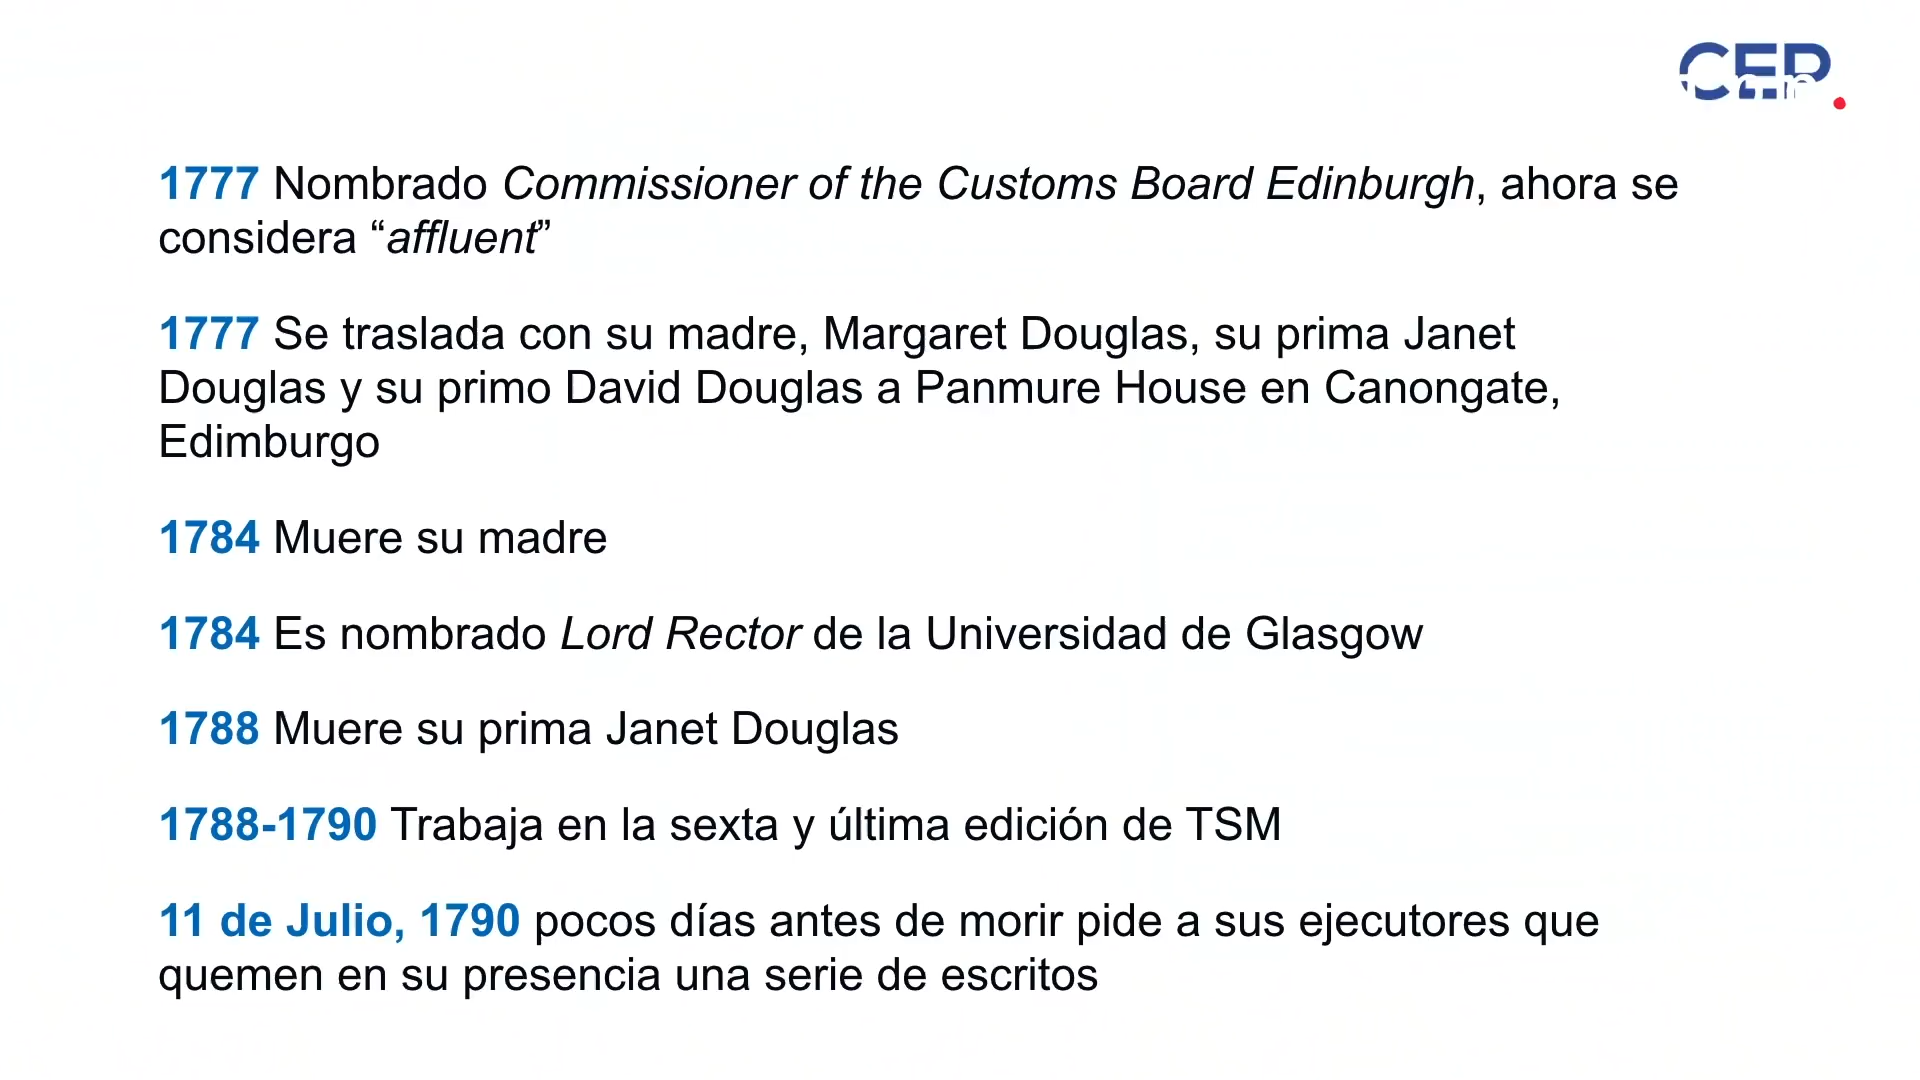 CEP.
1777 Nombrado Commissioner of the Customs Board Edinburgh, ahora se
considera “affluent”
1777 Se traslada con su madre, Margaret Douglas, su prima Janet
Douglas y su primo David Douglas a Panmure House en Canongate,
Edimburgo
1784 Muere su madre
1784 Es nombrado Lord Rector de la Universidad de Glasgow
1788 Muere su prima Janet Douglas
1788-1790 Trabaja en la sexta y última edición de TSM
11 de Julio, 1790 pocos días antes de morir pide a sus ejecutores que
quemen en su presencia una serie de escritos